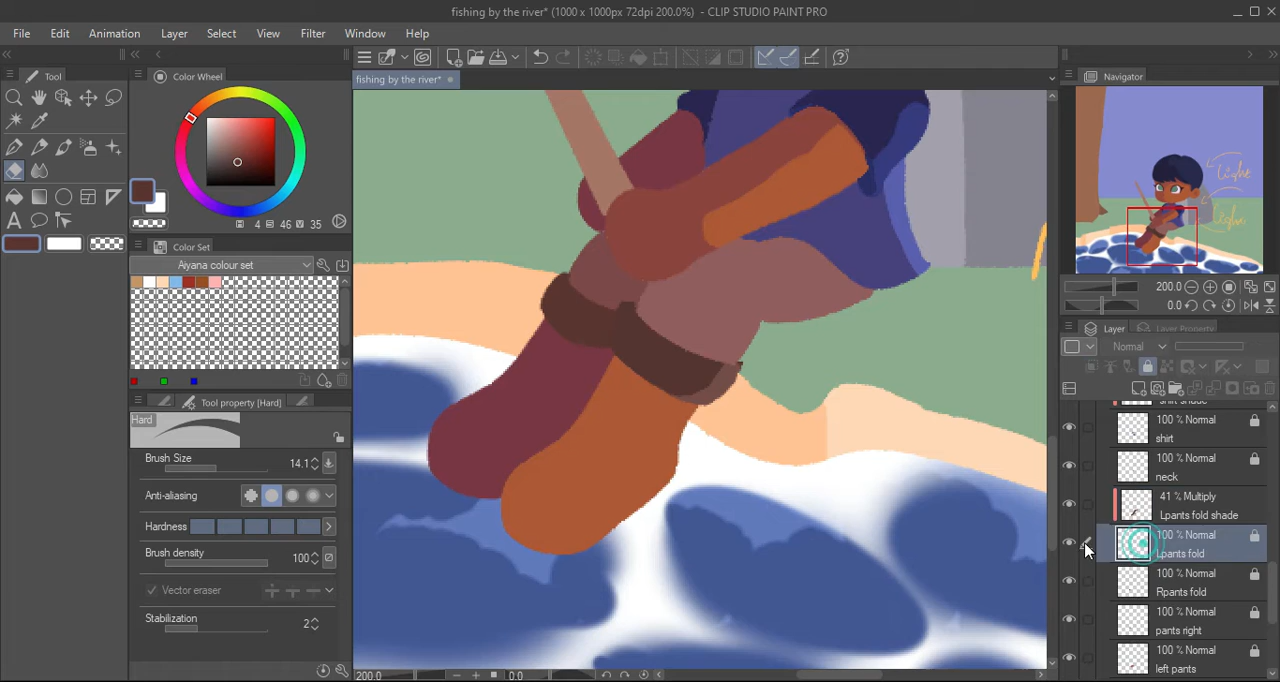 fishing by the river* (1000 x 1000px 72dpi 200.0%) - CLIP STUDIO PAINT PRO
File Edit Animation Layer Select View Filter Window Help
Tool
Color Wheel
fishing by the river*
Navigator
Light
Light
4 S 46 V 35
Color Set
Aiyana colour set
200.0
0.0
Layer
Layer Property
Normal
Tool property [Hard]
Hard
Brush Size 14.1
Anti-aliasing
Hardness
Brush density 100
Vector eraser
Stabilization 2
shirt shade
100 % Normal
shirt
100 % Normal
neck
41 % Multiply
Lpants fold shade
100 % Normal
Lpants fold
100 % Normal
Rpants fold
100 % Normal
pants right
100 % Normal
left pants
200.0 0.0